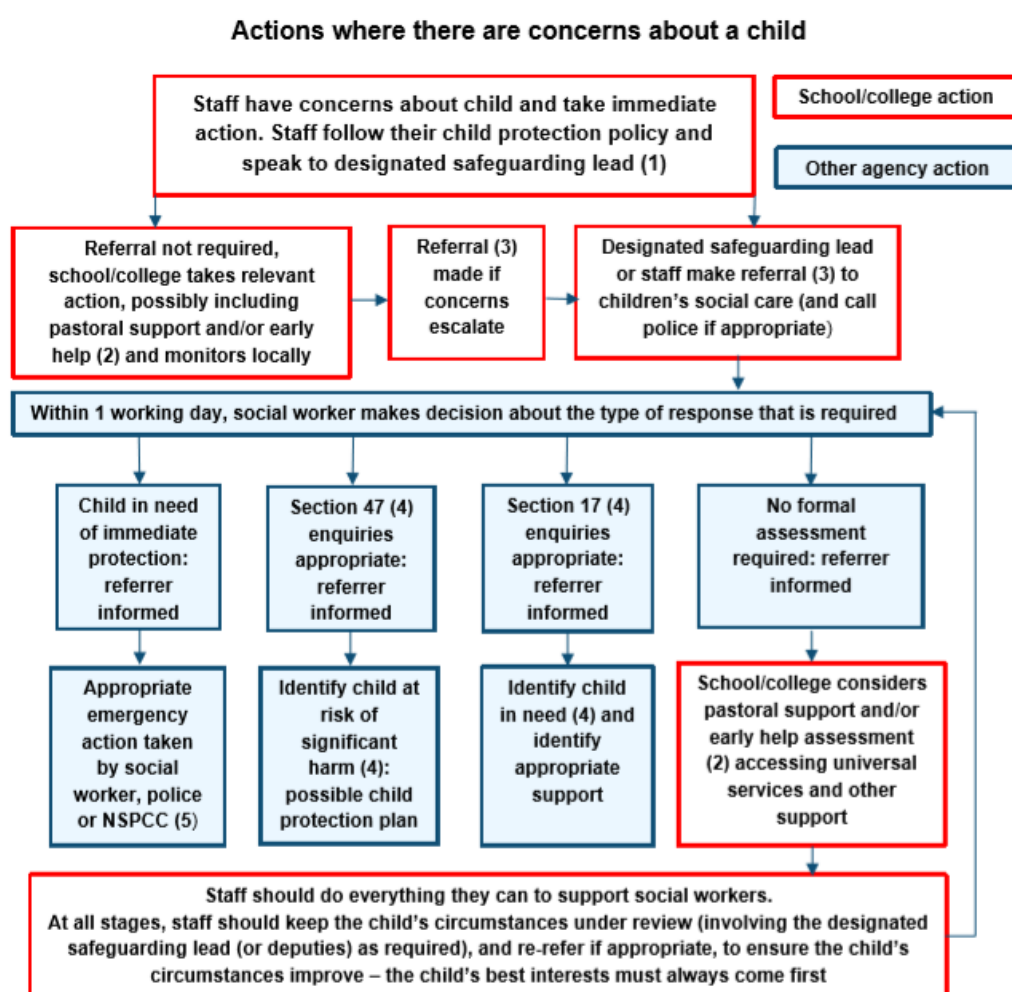 Actions where there are concerns about a child
Staff have concerns about child and take immediate
action. Staff follow their child protection policy and
speak to designated safeguarding lead (1)
School/college action
Other agency action
Referral not required,
school/college takes relevant
action, possibly including
pastoral support and/or early
help (2) and monitors locally
Referral (3)
made if
concerns
escalate
Designated safeguarding lead
or staff make referral (3) to
children’s social care (and call
police if appropriate)
Within 1 working day, social worker makes decision about the type of response that is required
Child in need
of immediate
protection:
referrer
informed
Section 47 (4)
enquiries
appropriate:
referrer
informed
Section 17 (4)
enquiries
appropriate:
referrer
informed
No formal
assessment
required: referrer
informed
Appropriate
emergency
action taken
by social
worker, police
or NSPCC (5)
Identify child at
risk of
significant
harm (4):
possible child
protection plan
Identify child
in need (4) and
identify
appropriate
support
School/college considers
pastoral support and/or
early help assessment
(2) accessing universal
services and other
support
Staff should do everything they can to support social workers.
At all stages, staff should keep the child’s circumstances under review (involving the designated
safeguarding lead (or deputies) as required), and re-refer if appropriate, to ensure the child’s
circumstances improve – the child’s best interests must always come first